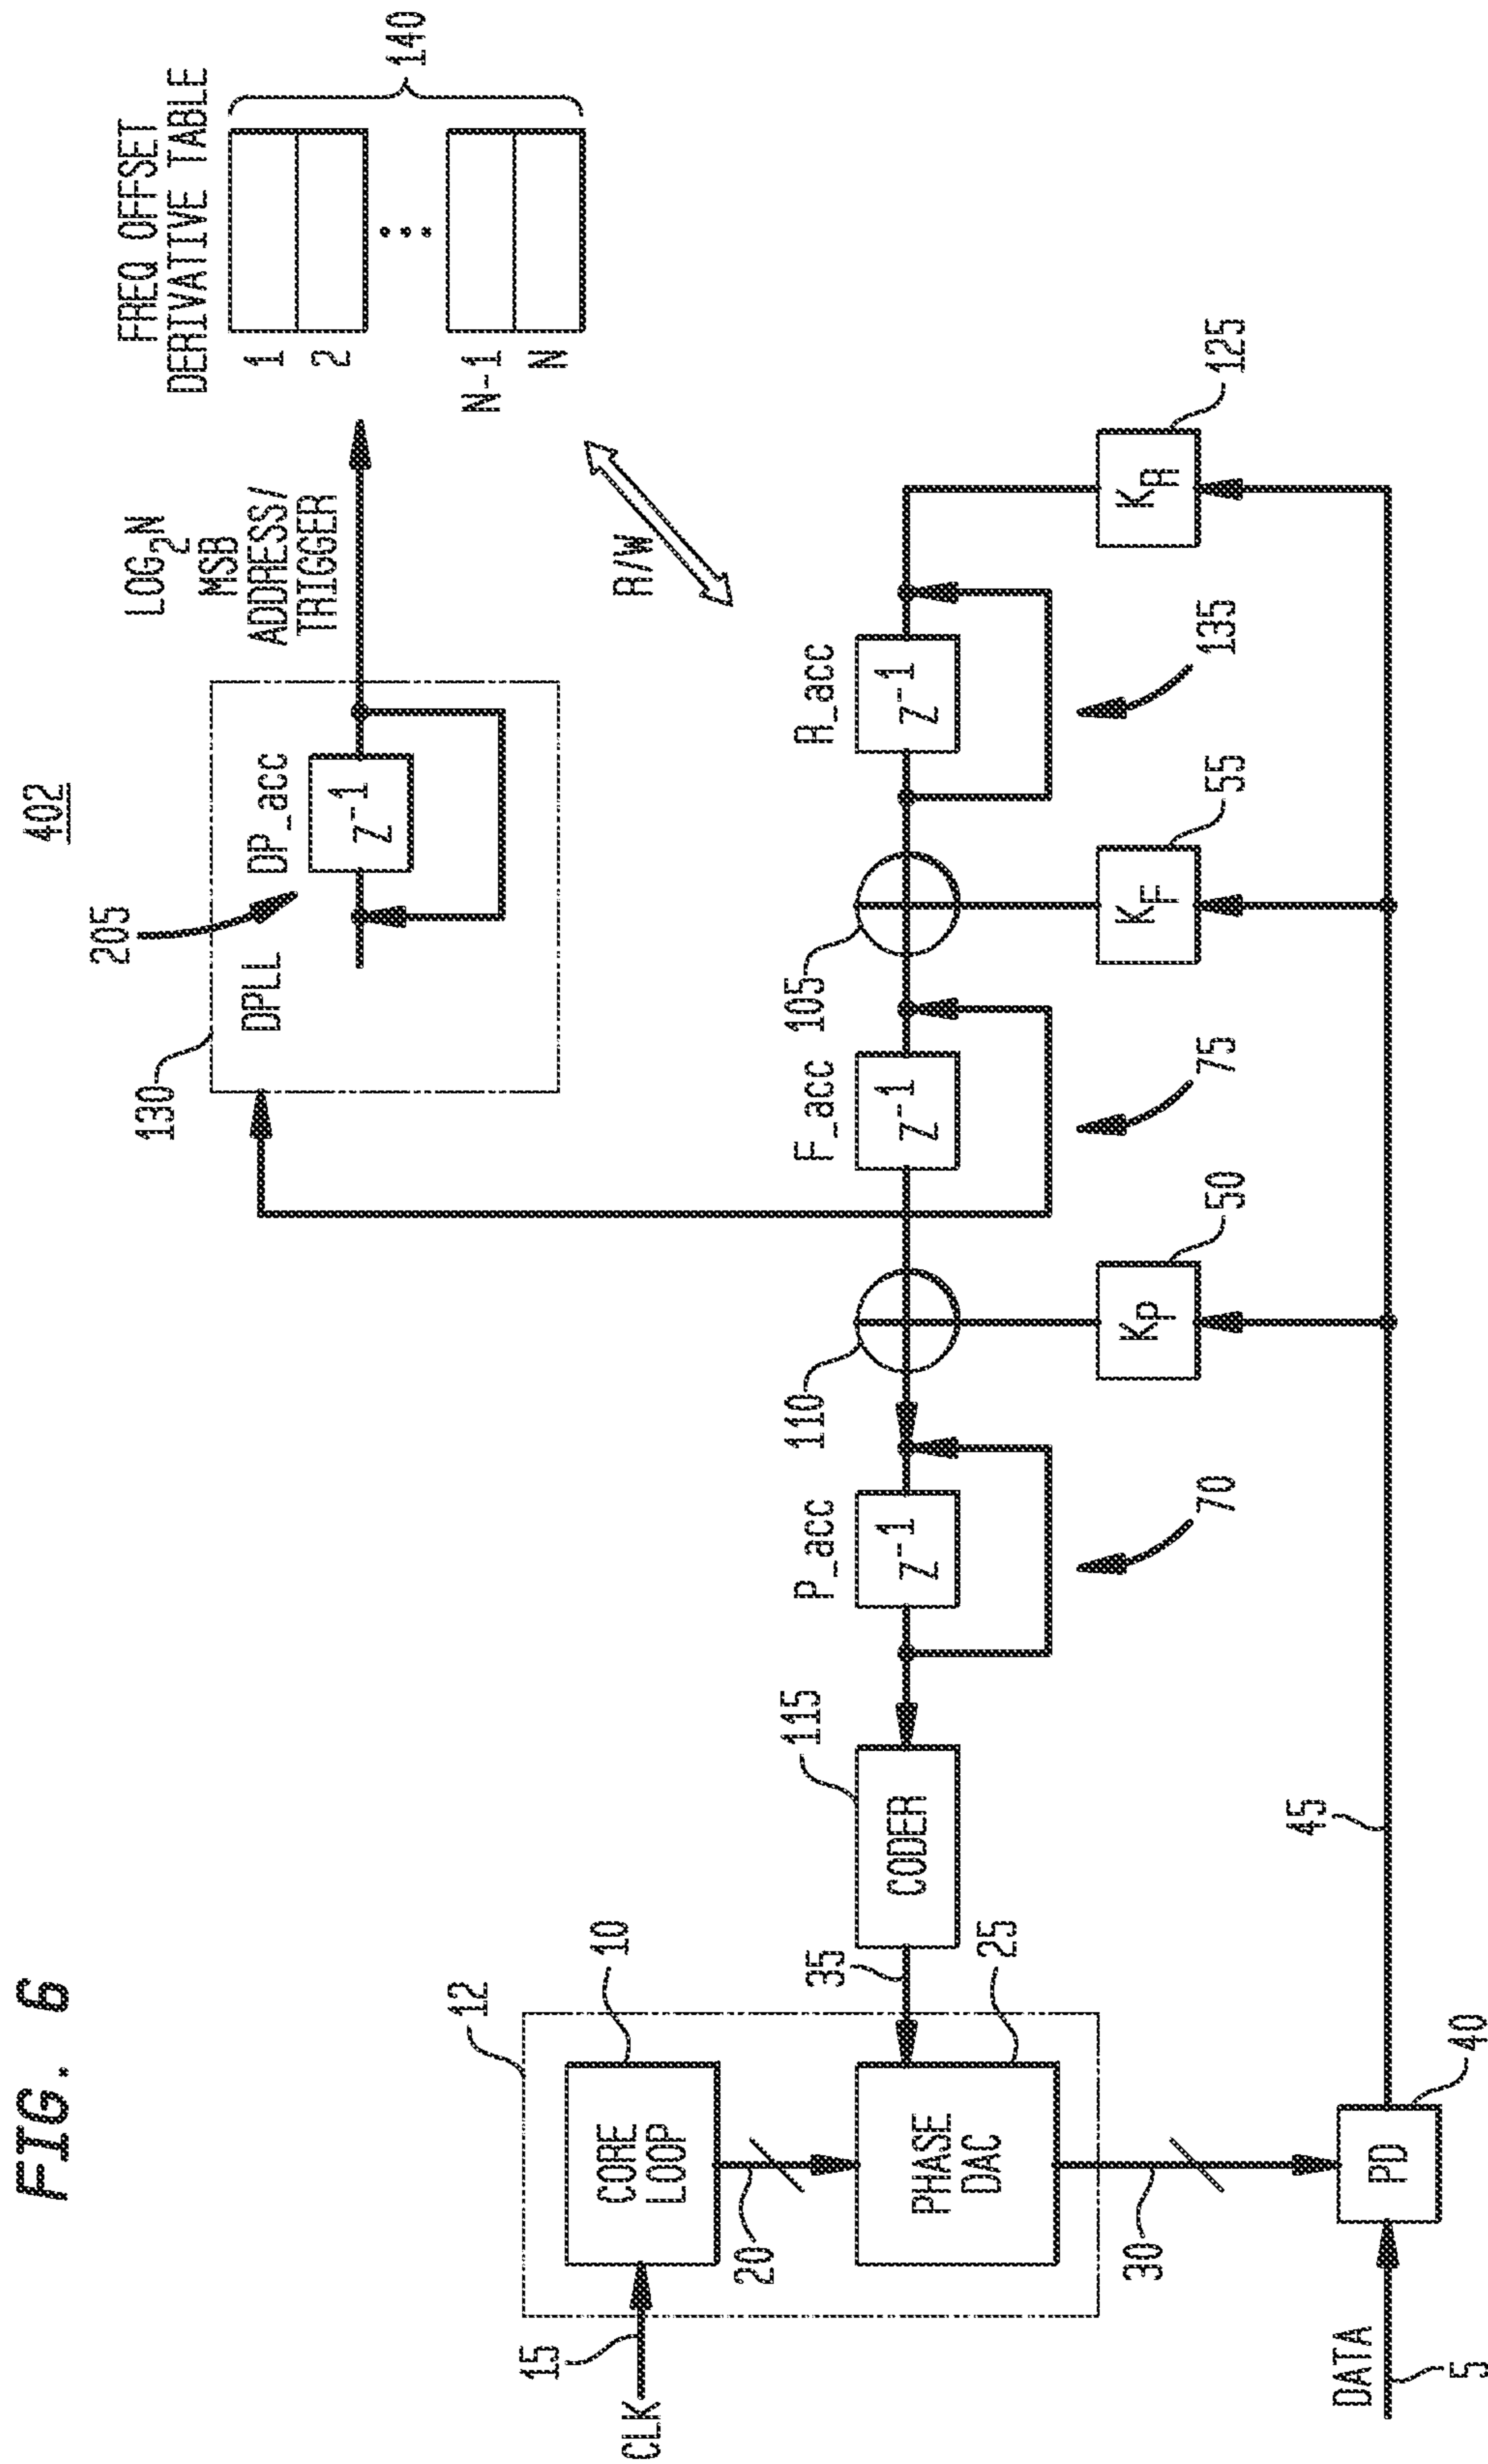 FIG. 6
402
12
10
15
CLK
CORE
LOOP
20
PHASE
DAC
25
35
30
DATA
5
PD
40
45
CODER
115
P_acc
Z⁻¹
70
110
Kₚ
50
F_acc
Z⁻¹
75
105
K_F
55
R_acc
Z⁻¹
135
K_R
125
130
DPLL
205
DP_acc
Z⁻¹
LOG₂N
MSB
ADDRESS/
TRIGGER
R/W
FREQ OFFSET
DERIVATIVE TABLE
1
2
N-1
N
140